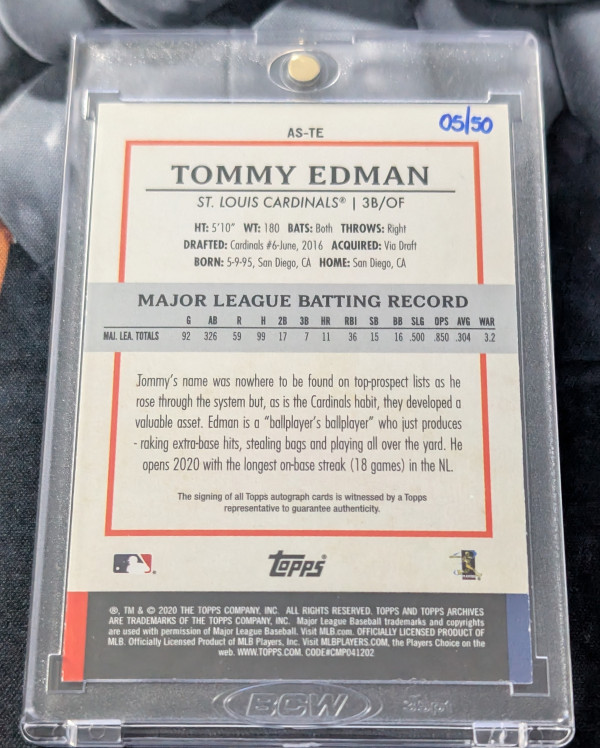 AS-TE
05/50
TOMMY EDMAN
ST. LOUIS CARDINALS® | 3B/OF
HT: 5'10" WT: 180 BATS: Both THROWS: Right
DRAFTED: Cardinals #6-June, 2016 ACQUIRED: Via Draft
BORN: 5-9-95, San Diego, CA HOME: San Diego, CA
MAJOR LEAGUE BATTING RECORD
G AB R H 2B 3B HR RBI SB BB SLG OPS AVG WAR
MAJ. LEA. TOTALS 92 326 59 99 17 7 11 36 15 16 .500 .850 .304 3.2
Tommy's name was nowhere to be found on top-prospect lists as he
rose through the system but, as is the Cardinals habit, they developed a
valuable asset. Edman is a "ballplayer's ballplayer" who just produces
- raking extra-base hits, stealing bags and playing all over the yard. He
opens 2020 with the longest on-base streak (18 games) in the NL.
The signing of all Topps autograph cards is witnessed by a Topps
representative to guarantee authenticity.
Topps
®, TM & © 2020 THE TOPPS COMPANY, INC. ALL RIGHTS RESERVED. TOPPS AND TOPPS ARCHIVES
ARE TRADEMARKS OF THE TOPPS COMPANY, INC. Major League Baseball trademarks and copyrights
are used with permission of Major League Baseball. Visit MLB.com. OFFICIALLY LICENSED PRODUCT OF
MLB. Officially Licensed Product of MLB Players, Inc. Visit MLBPLAYERS.COM, the Players Choice on the
web. WWW.TOPPS.COM. CODE#CMP041202
BCW